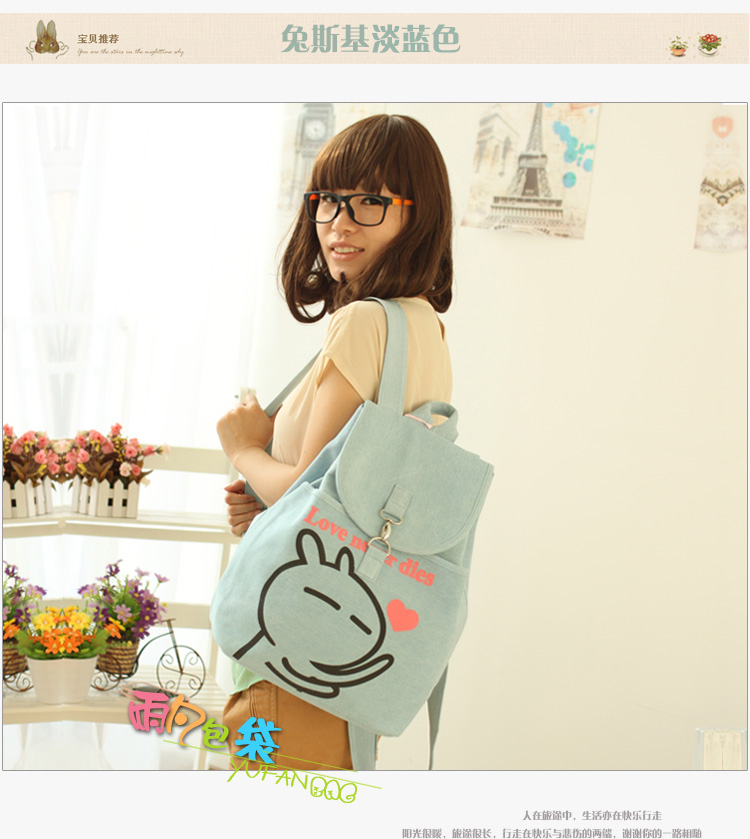 宝贝推荐
You are the store in the nighttime sky
兔斯基淡蓝色
Love never dies
雨凡包袋
YUFANBOG
人在旅途中，生活亦在快乐行走
阳光很暖，旅途很长，行走在快乐与悲伤的两端，谢谢你的一路相随